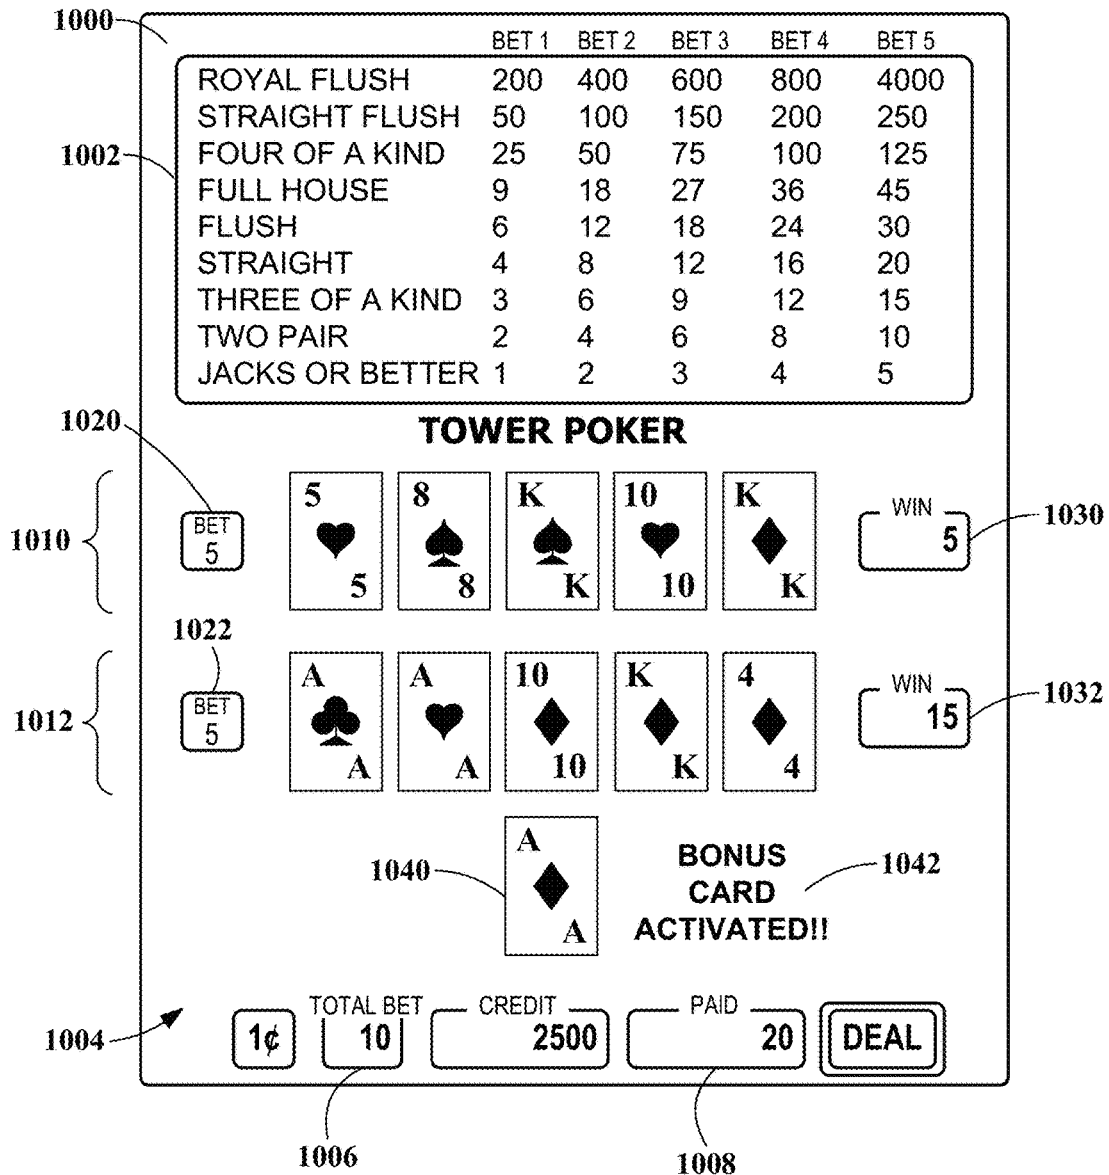 1000
BET 1 BET 2 BET 3 BET 4 BET 5
ROYAL FLUSH 200 400 600 800 4000
STRAIGHT FLUSH 50 100 150 200 250
1002
FOUR OF A KIND 25 50 75 100 125
FULL HOUSE 9 18 27 36 45
FLUSH 6 12 18 24 30
STRAIGHT 4 8 12 16 20
THREE OF A KIND 3 6 9 12 15
TWO PAIR 2 4 6 8 10
JACKS OR BETTER 1 2 3 4 5
1020
TOWER POKER
5 8 K 10 K
1010
BET
5
WIN
5
1030
5 8 K 10 K
1022
A A 10 K 4
1012
BET
5
WIN
15
1032
A A 10 K 4
A
1040
BONUS
CARD
ACTIVATED!!
1042
A
1004
1¢
TOTAL BET
10
CREDIT
2500
PAID
20
DEAL
1006
1008